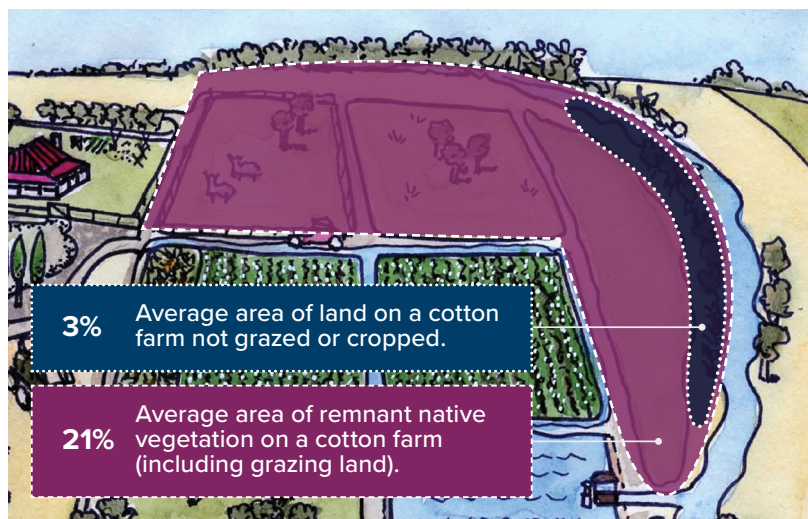 3%
Average area of land on a cotton
farm not grazed or cropped.
21%
Average area of remnant native
vegetation on a cotton farm
(including grazing land).